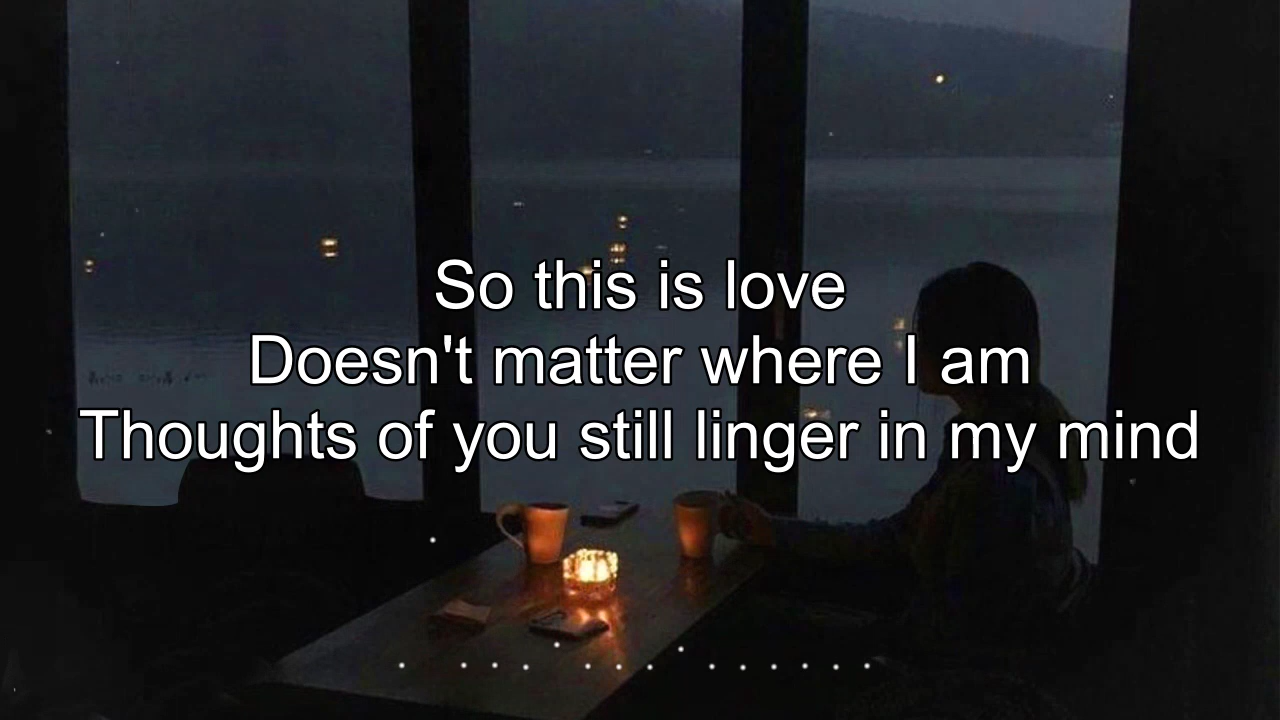 So this is love
Doesn't matter where I am
Thoughts of you still linger in my mind